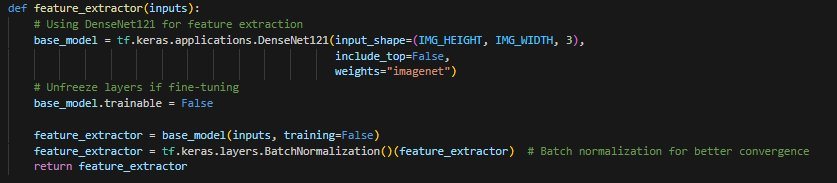 def feature_extractor(inputs):
    # Using DenseNet121 for feature extraction
    base_model = tf.keras.applications.DenseNet121(input_shape=(IMG_HEIGHT, IMG_WIDTH, 3),
                                                   include_top=False,
                                                   weights="imagenet")
    # Unfreeze layers if fine-tuning
    base_model.trainable = False

    feature_extractor = base_model(inputs, training=False)
    feature_extractor = tf.keras.layers.BatchNormalization()(feature_extractor)  # Batch normalization for better convergence
    return feature_extractor